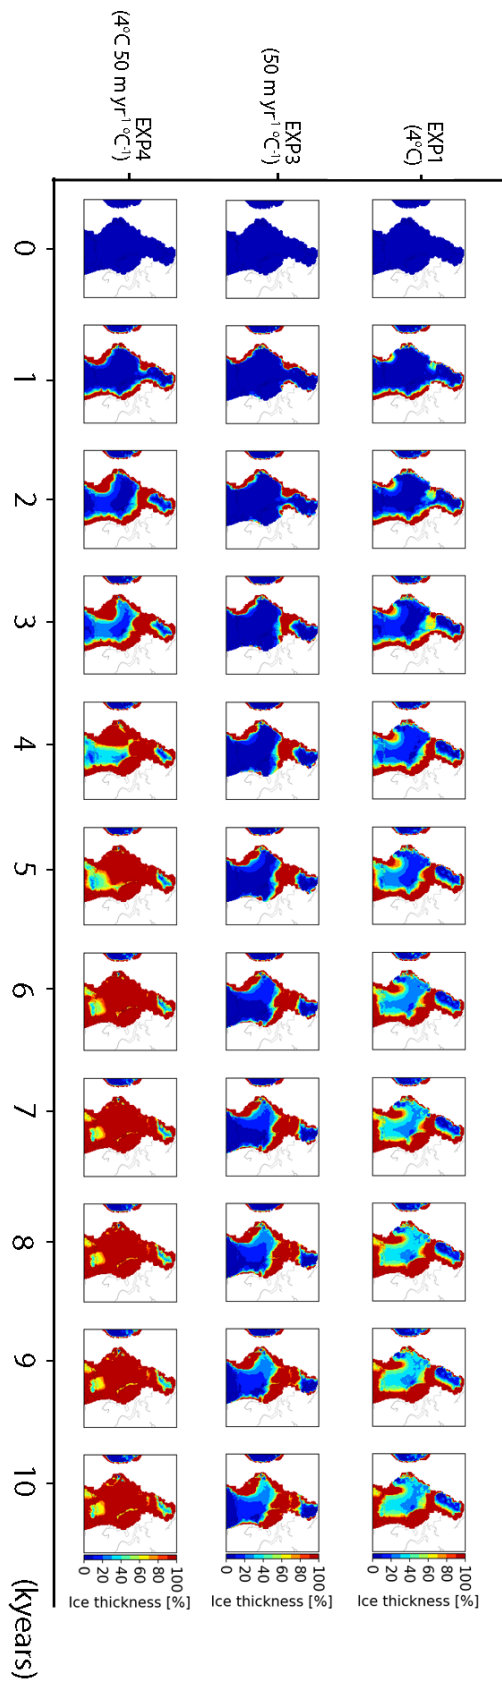 EXP1
(4°C)
0 20 40 60 80 100
Ice thickness [%]
EXP3
(50 m yr⁻¹ °C⁻¹)
0 20 40 60 80 100
Ice thickness [%]
EXP4
(4°C 50 m yr⁻¹ °C⁻¹)
0 20 40 60 80 100
Ice thickness [%]
0 1 2 3 4 5 6 7 8 9 10 (kyears)